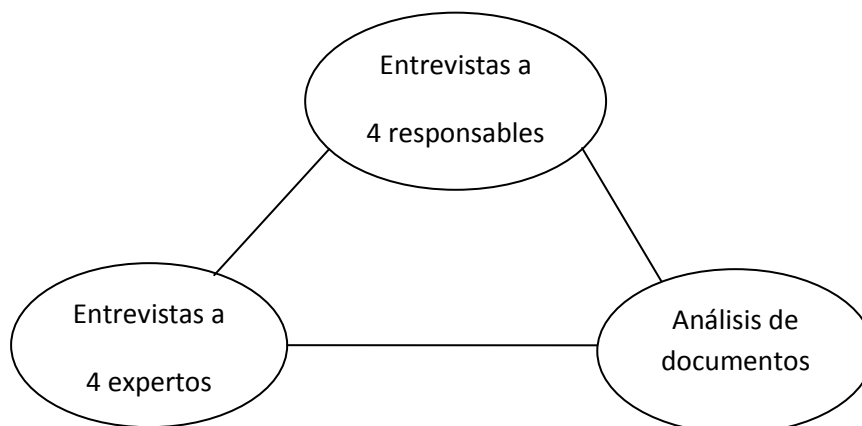 Entrevistas a
4 responsables
Entrevistas a
4 expertos
Análisis de
documentos